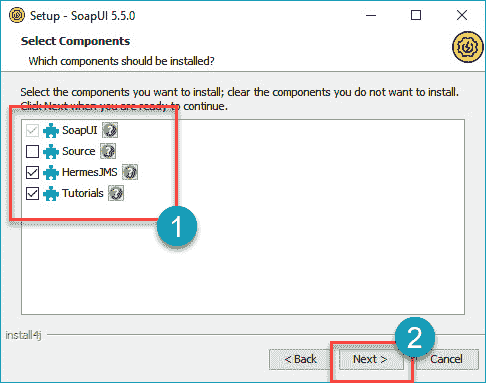 Setup - SoapUI 5.5.0
Select Components
Which components should be installed?
Select the components you want to install; clear the components you do not want to install.
Click Next when you are ready to continue.
SoapUI
Source
HermesJMS
Tutorials
1
install4j
2
< Back
Next >
Cancel